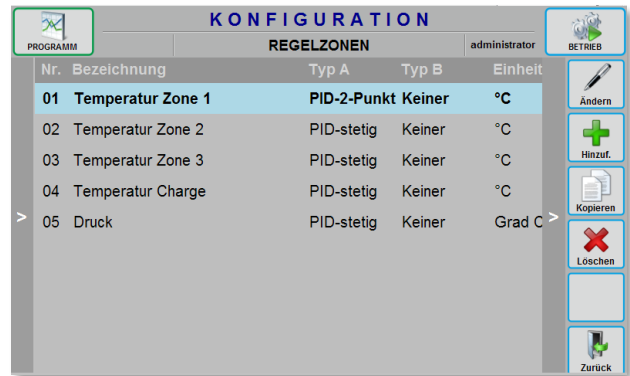 KONFIGURATION
PROGRAMM
REGELZONEN
administrator
BETRIEB
Nr. Bezeichnung Typ A Typ B Einheit
01 Temperatur Zone 1 PID-2-Punkt Keiner °C
02 Temperatur Zone 2 PID-stetig Keiner °C
03 Temperatur Zone 3 PID-stetig Keiner °C
04 Temperatur Charge PID-stetig Keiner °C
05 Druck PID-stetig Keiner Grad C
>
>
Ändern
Hinzuf.
Kopieren
Löschen
Zurück